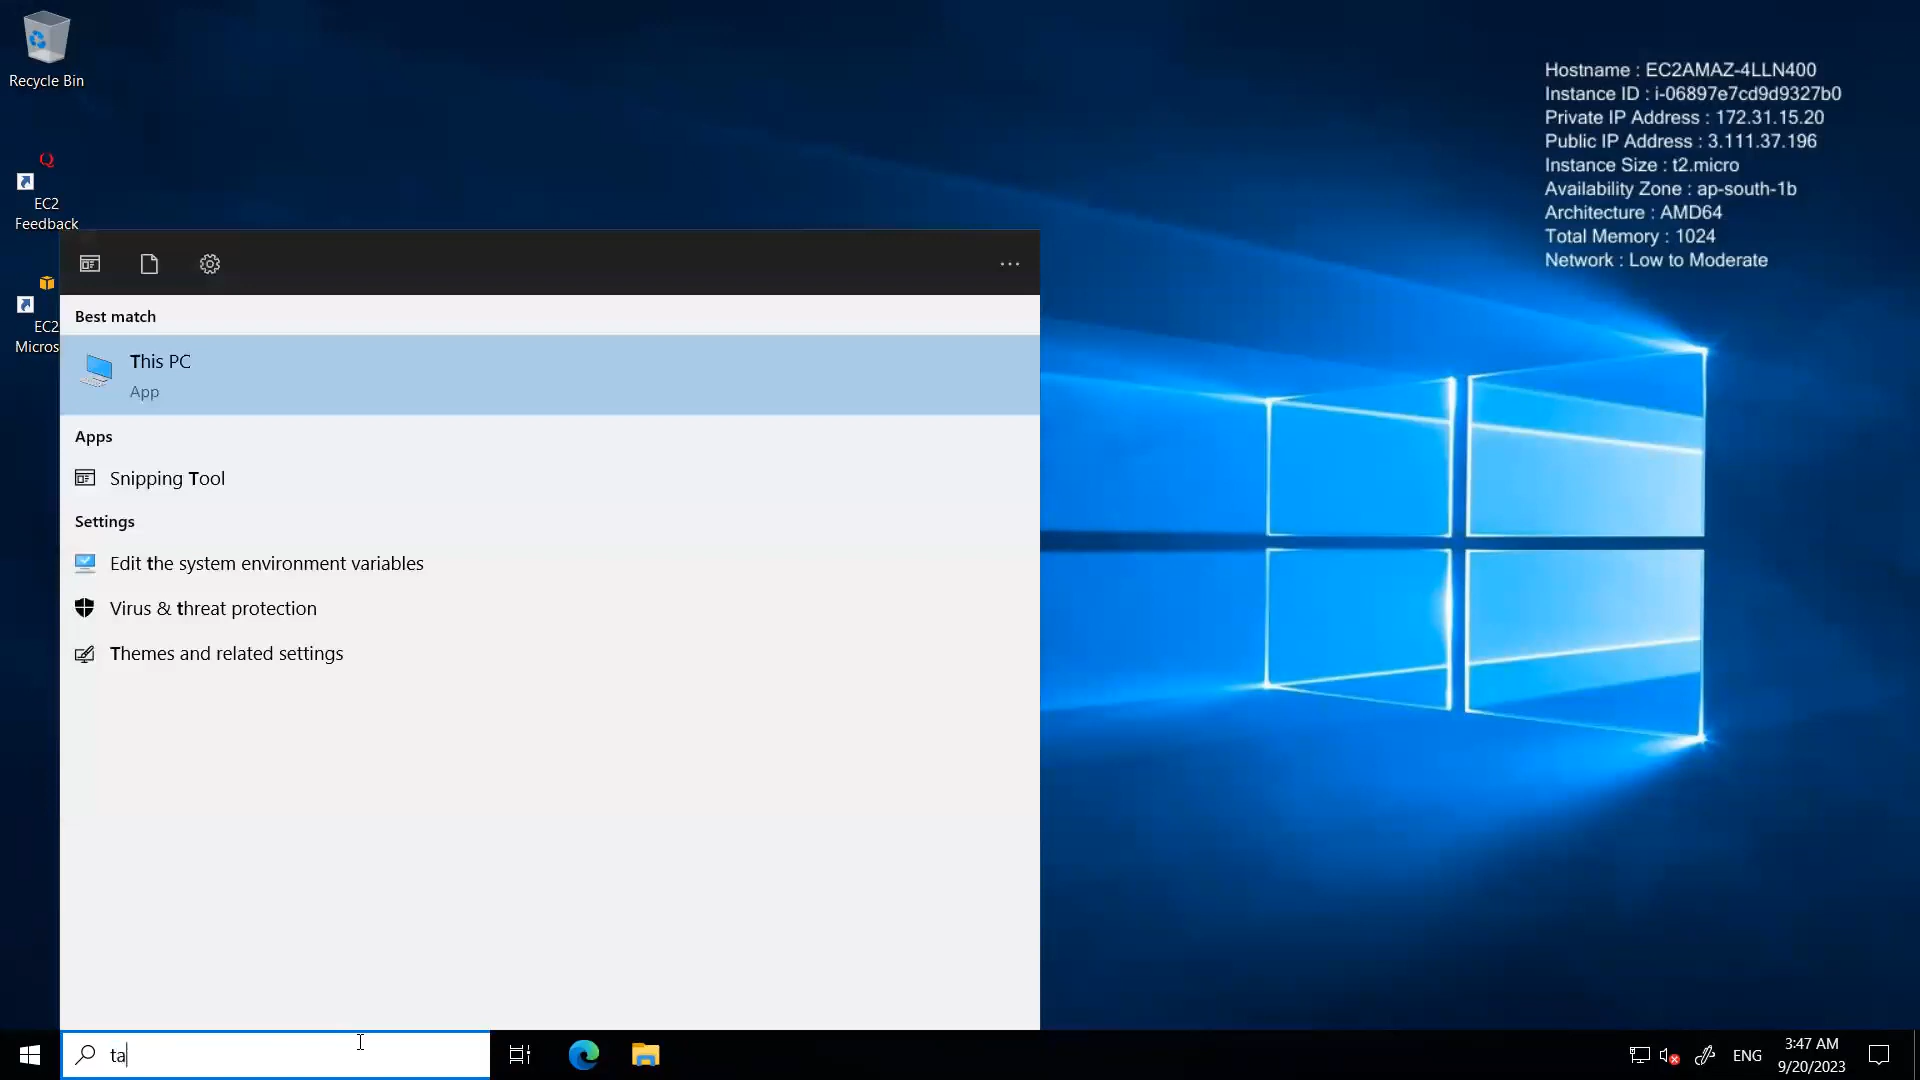 Recycle Bin
EC2
Feedback
EC2
Micros
Hostname : EC2AMAZ-4LLN400
Instance ID : i-06897e7cd9d9327b0
Private IP Address : 172.31.15.20
Public IP Address : 3.111.37.196
Instance Size : t2.micro
Availability Zone : ap-south-1b
Architecture : AMD64
Total Memory : 1024
Network : Low to Moderate
Best match
This PC
App
Apps
Snipping Tool
Settings
Edit the system environment variables
Virus & threat protection
Themes and related settings
ta
ENG
3:47 AM
9/20/2023